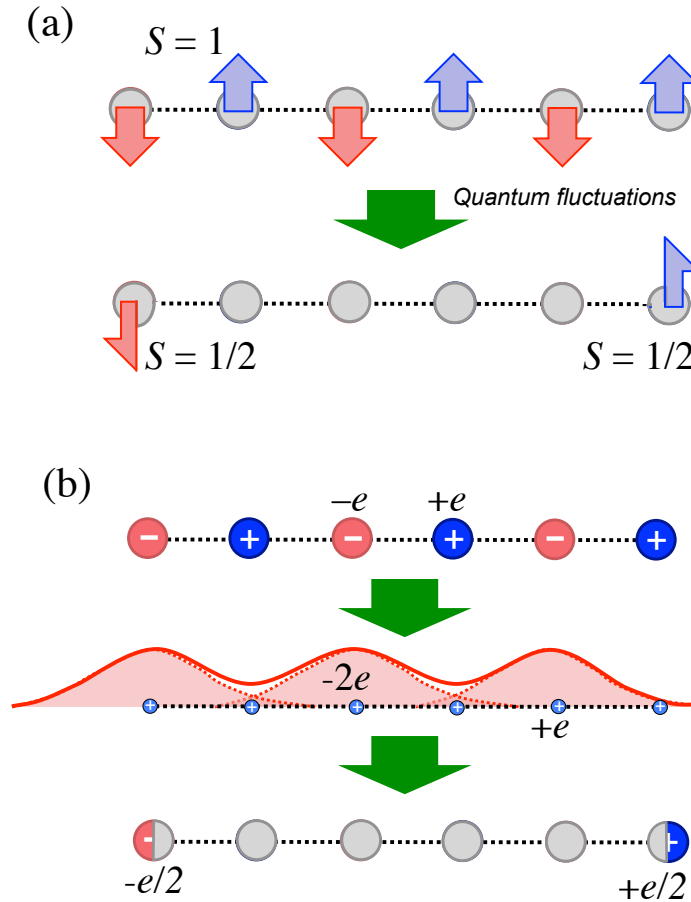 (a)
S = 1
Quantum fluctuations
S = 1/2 S = 1/2
(b)
–e +e
− + − + − +
-2e
+ + + + + +
+e
− +
-e/2 +e/2